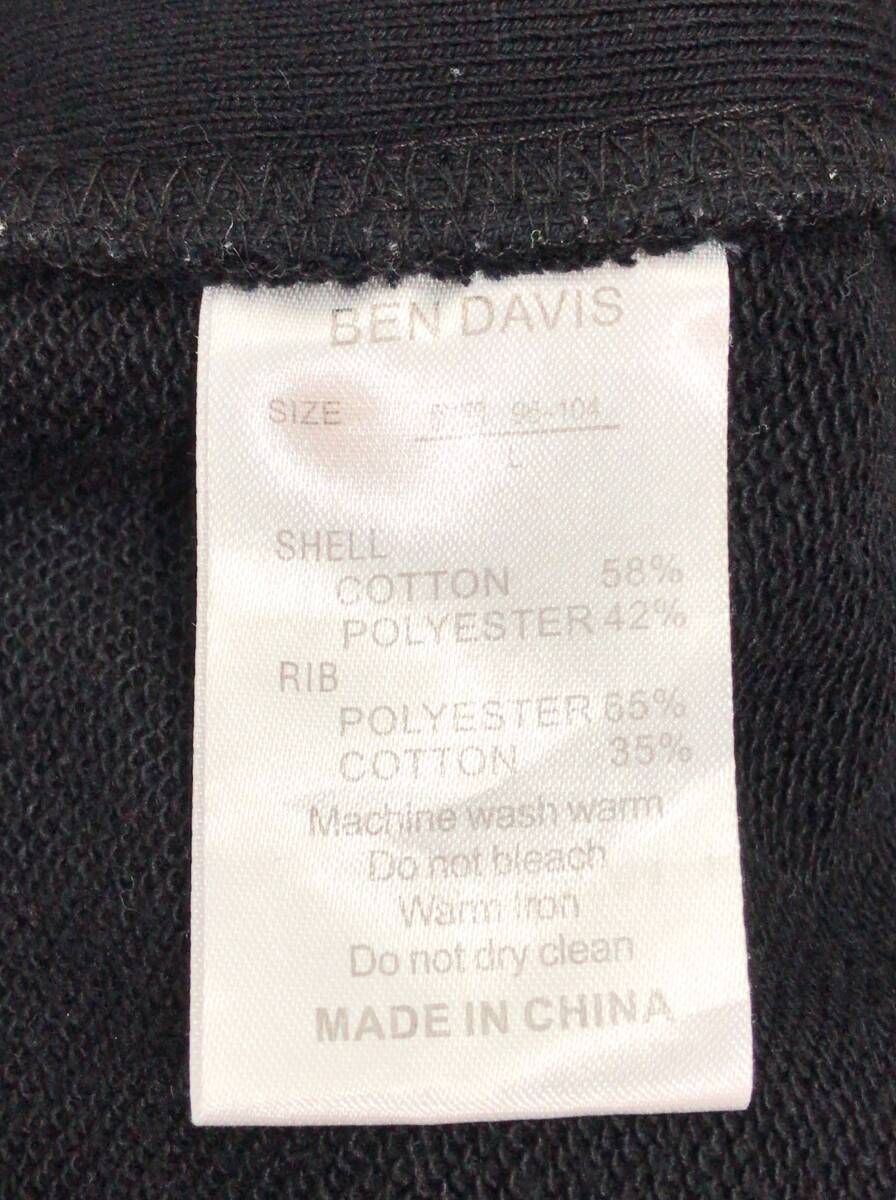 BEN DAVIS
SIZE 96-104
L
SHELL
COTTON 58%
POLYESTER 42%
RIB
POLYESTER 65%
COTTON 35%
Machine wash warm
Do not bleach
Warm Iron
Do not dry clean
MADE IN CHINA